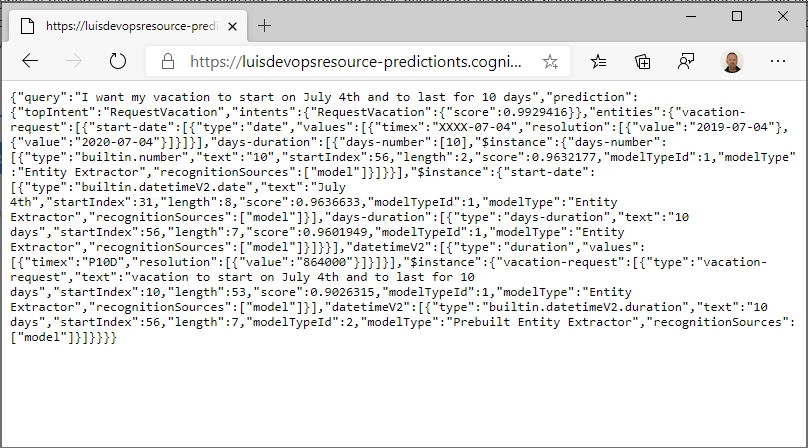 https://luisdevopsresource-predi
https://luisdevopsresource-predictionts.cogni...
{"query":"I want my vacation to start on July 4th and to last for 10 days","prediction":
{"topIntent":"RequestVacation","intents":{"RequestVacation":{"score":0.9929416}},"entities":{"vacation-
request":[{"start-date":[{"type":"date","values":[{"timex":"XXXX-07-04","resolution":[{"value":"2019-07-04"},
{"value":"2020-07-04"}]}]}],"days-duration":[{"days-number":[10],"$instance":{"days-number":
[{"type":"builtin.number","text":"10","startIndex":56,"length":2,"score":0.9632177,"modelTypeId":1,"modelType":
"Entity Extractor","recognitionSources":["model"]}]}}],"$instance":{"start-date":
[{"type":"builtin.datetimeV2.date","text":"July
4th","startIndex":31,"length":8,"score":0.9636633,"modelTypeId":1,"modelType":"Entity
Extractor","recognitionSources":["model"]}],"days-duration":[{"type":"days-duration","text":"10
days","startIndex":56,"length":7,"score":0.9601949,"modelTypeId":1,"modelType":"Entity
Extractor","recognitionSources":["model"]}]}}],"datetimeV2":[{"type":"duration","values":
[{"timex":"P10D","resolution":[{"value":"864000"}]}]}],"$instance":{"vacation-request":[{"type":"vacation-
request","text":"vacation to start on July 4th and to last for 10
days","startIndex":10,"length":53,"score":0.9026315,"modelTypeId":1,"modelType":"Entity
Extractor","recognitionSources":["model"]}],"datetimeV2":[{"type":"builtin.datetimeV2.duration","text":"10
days","startIndex":56,"length":7,"modelTypeId":2,"modelType":"Prebuilt Entity Extractor","recognitionSources":
["model"]}]}}}}